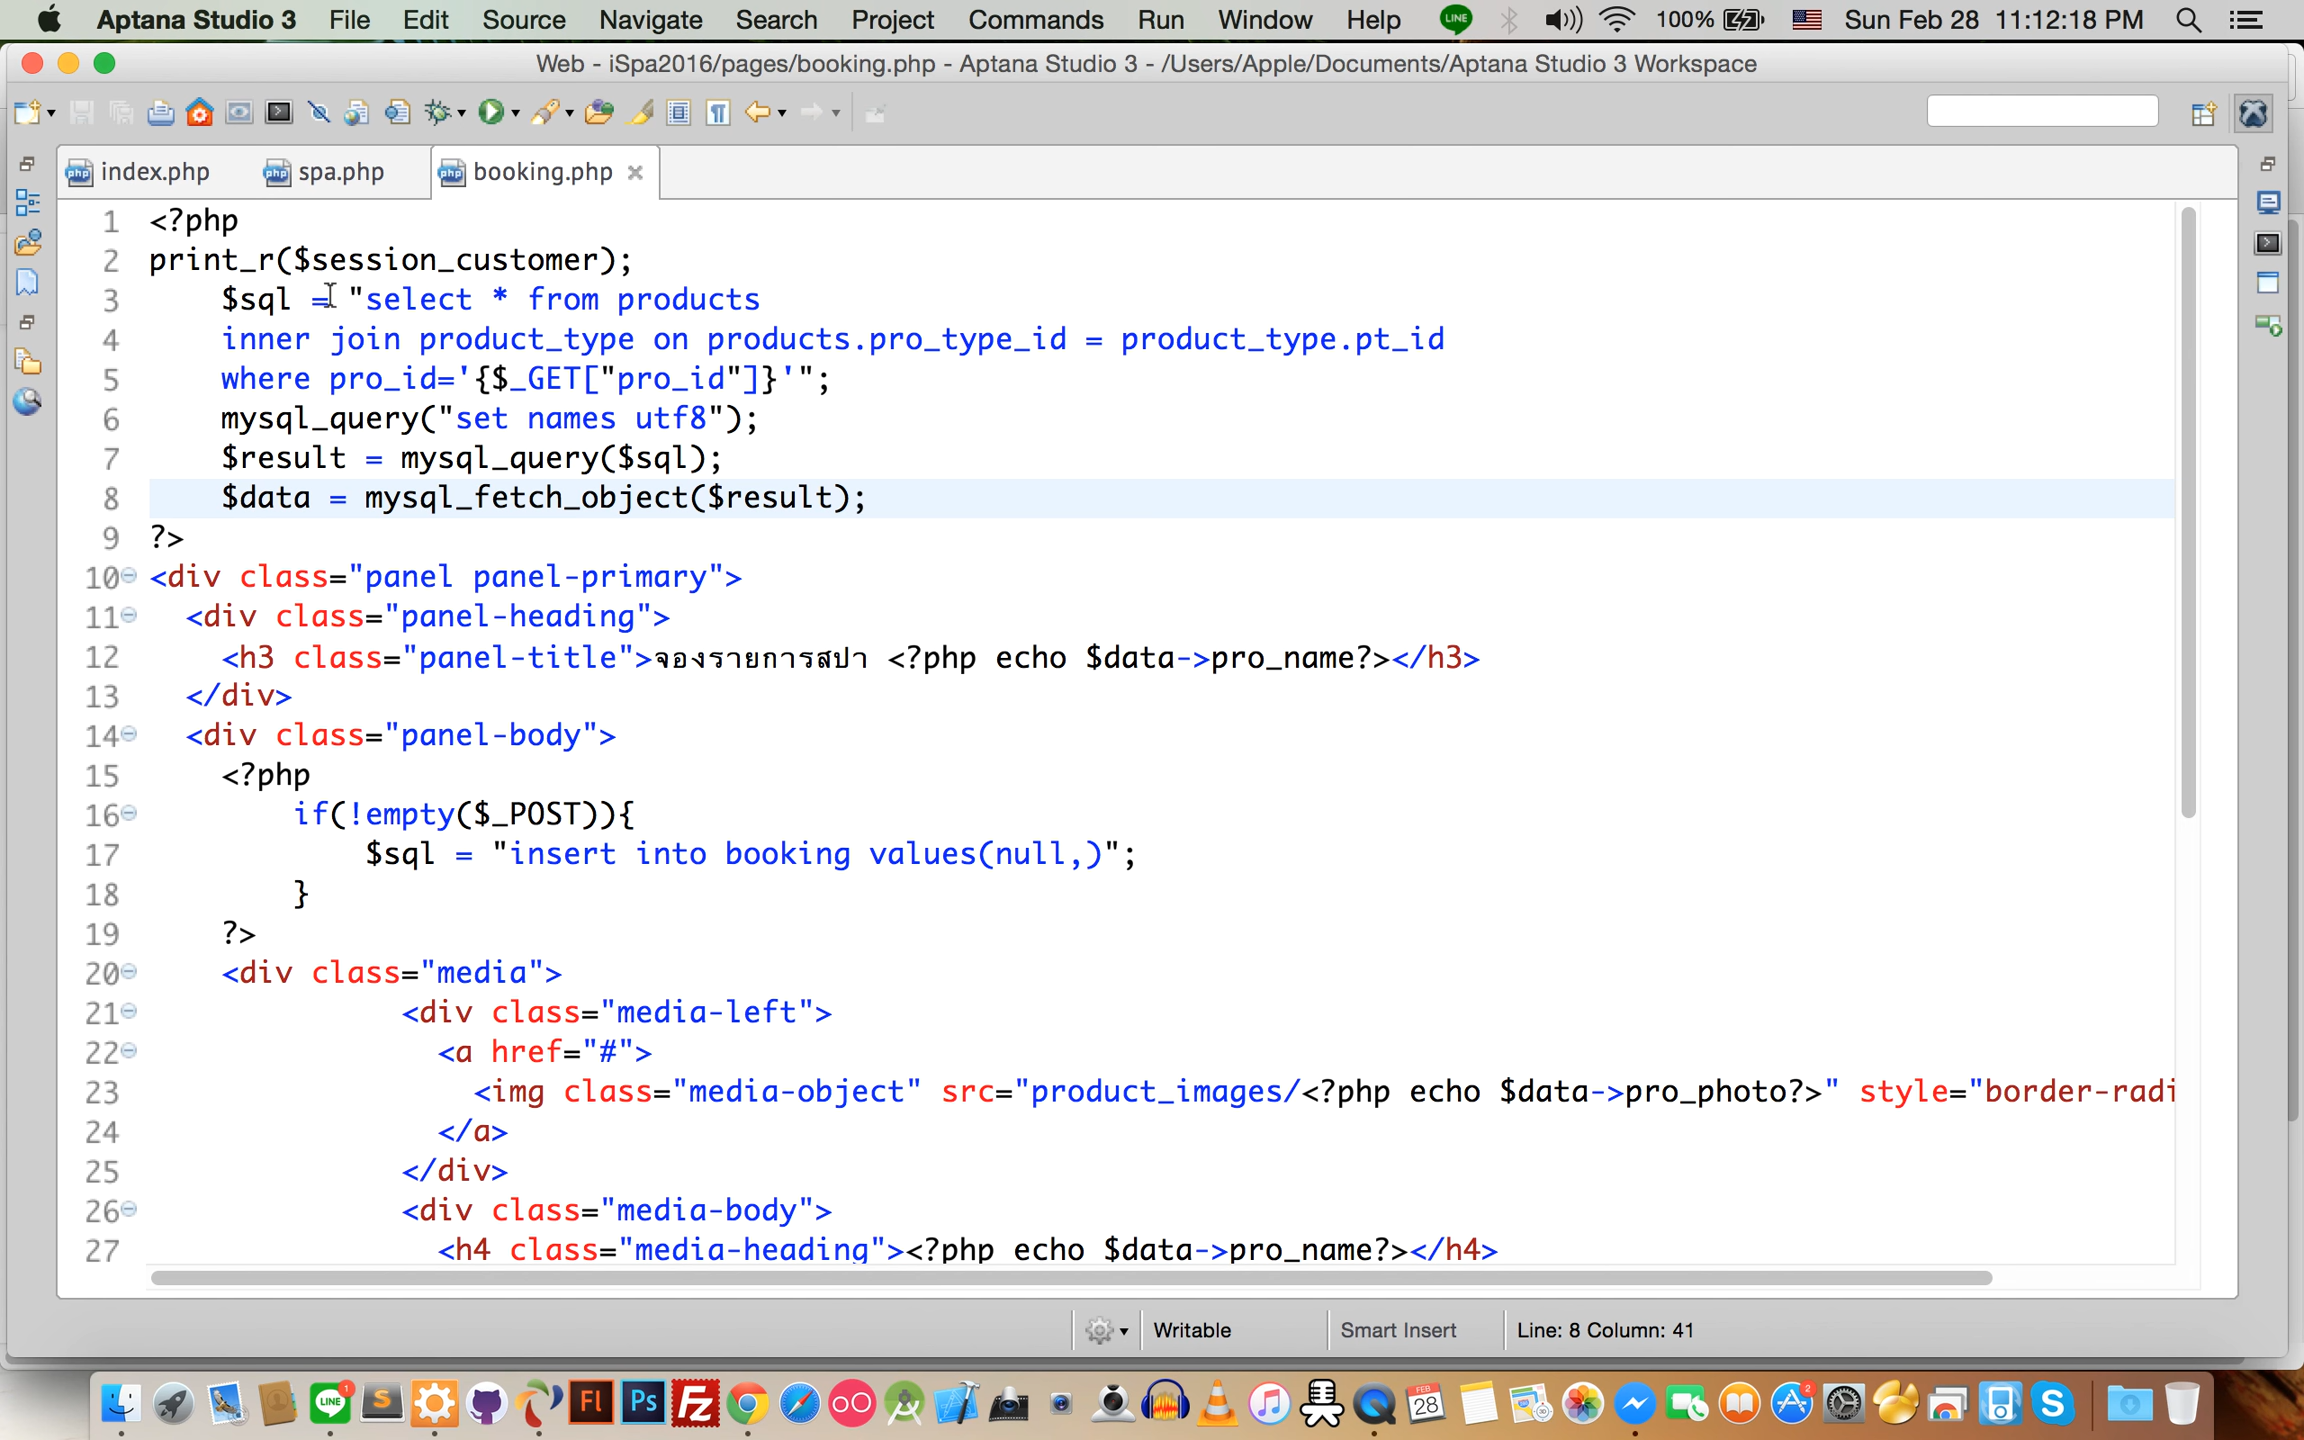 Aptana Studio 3 File Edit Source Navigate Search Project Commands Run Window Help LINE 100% Sun Feb 28 11:12:18 PM
Web - iSpa2016/pages/booking.php - Aptana Studio 3 - /Users/Apple/Documents/Aptana Studio 3 Workspace
index.php spa.php booking.php
1 <?php
2 print_r($session_customer);
3 $sql = "select * from products
4 inner join product_type on products.pro_type_id = product_type.pt_id
5 where pro_id='{$_GET["pro_id"]}'";
6 mysql_query("set names utf8");
7 $result = mysql_query($sql);
8 $data = mysql_fetch_object($result);
9 ?>
10 <div class="panel panel-primary">
11 <div class="panel-heading">
12 <h3 class="panel-title">จองรายการสปา <?php echo $data->pro_name?></h3>
13 </div>
14 <div class="panel-body">
15 <?php
16 if(!empty($_POST)){
17 $sql = "insert into booking values(null,)";
18 }
19 ?>
20 <div class="media">
21 <div class="media-left">
22 <a href="#">
23 <img class="media-object" src="product_images/<?php echo $data->pro_photo?>" style="border-radi
24 </a>
25 </div>
26 <div class="media-body">
27 <h4 class="media-heading"><?php echo $data->pro_name?></h4>
Writable Smart Insert Line: 8 Column: 41
LINE 1 S Fl Ps Fz FEB 28 2 S